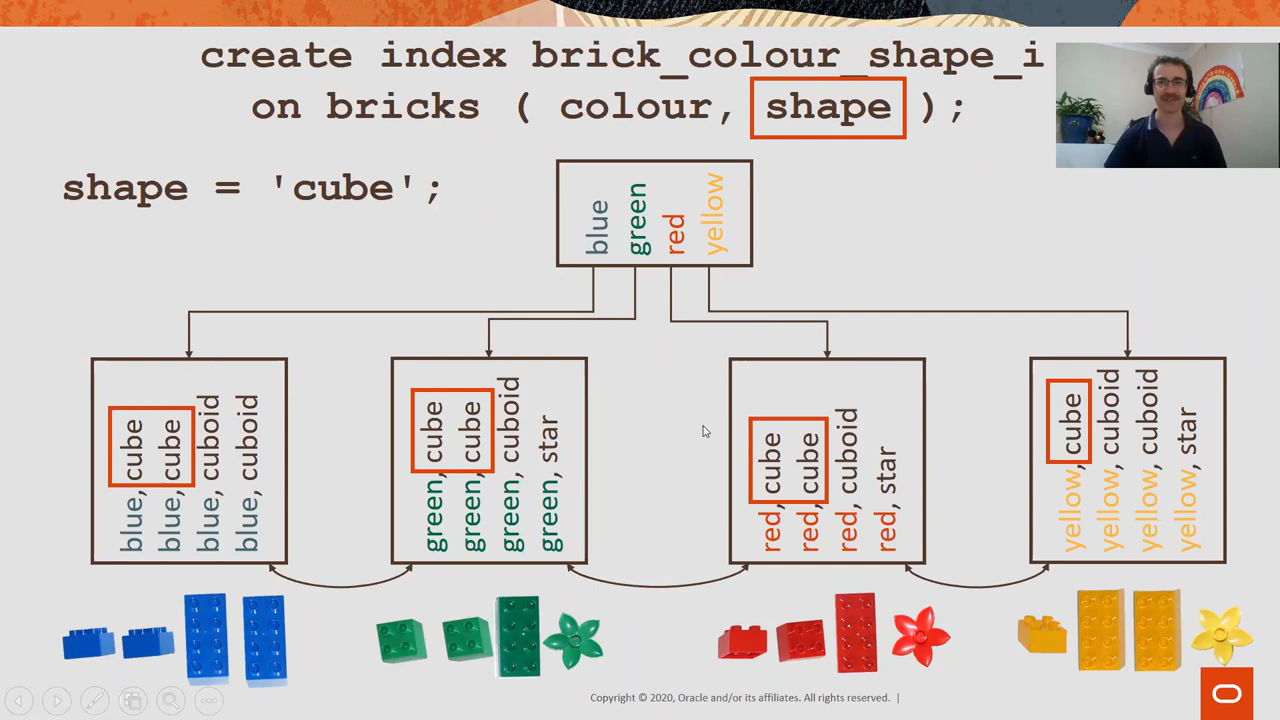 create index brick_colour_shape_i
on bricks ( colour, shape );
shape = 'cube';
blue
green
red
yellow
blue, cube
blue, cube
blue, cuboid
blue, cuboid
green, cube
green, cube
green, cuboid
green, star
red, cube
red, cube
red, cuboid
red, star
yellow, cube
yellow, cuboid
yellow, cuboid
yellow, star
Copyright © 2020, Oracle and/or its affiliates. All rights reserved. |